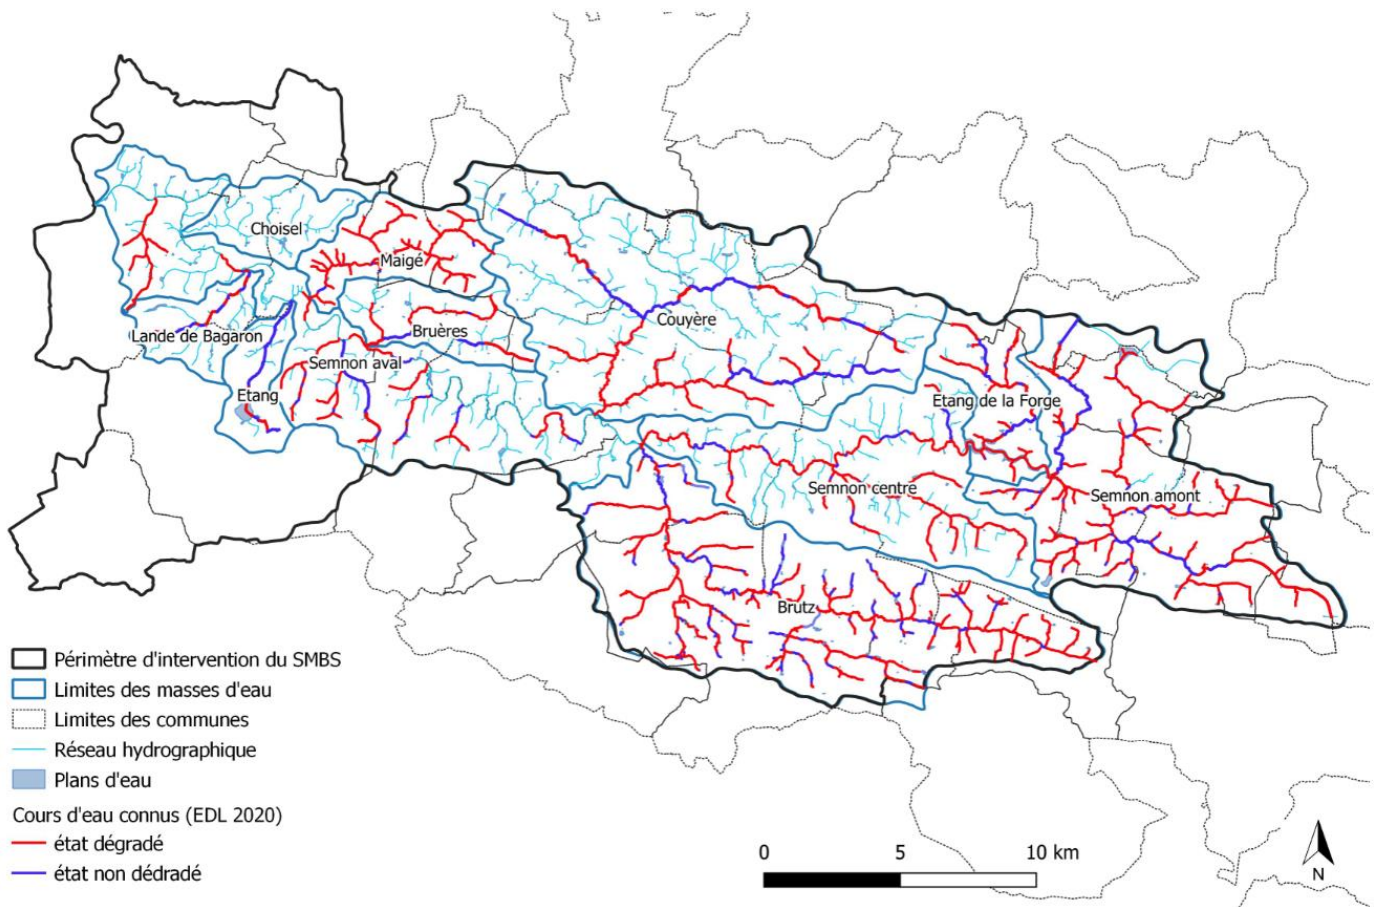 Choisel
Maigé
Couyère
Lande de Bagaron
Bruères
Semnon aval
Etang
Etang de la Forge
Semnon centre
Semnon amont
Brutz
Périmètre d'intervention du SMBS
Limites des masses d'eau
Limites des communes
Réseau hydrographique
Plans d'eau
Cours d'eau connus (EDL 2020)
état dégradé
état non dédradé
0 5 10 km
N